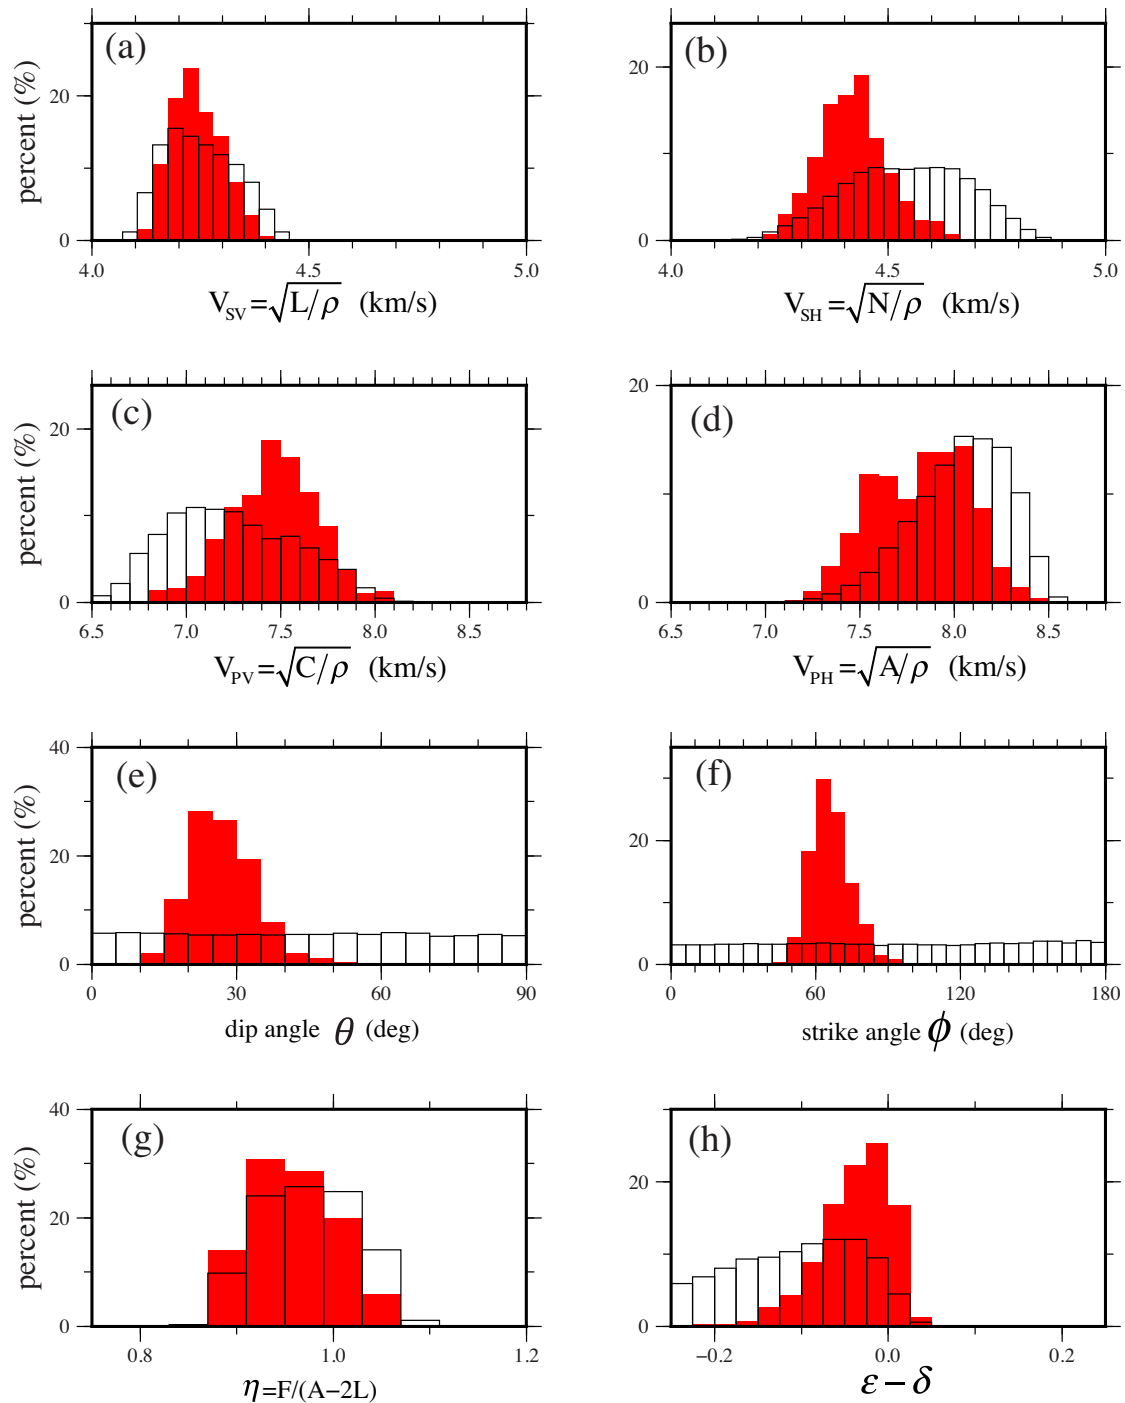 (a) (b)
percent (%)
20 20
0 0
4.0 4.5 5.0 4.0 4.5 5.0
V_SV = √L/ρ (km/s) V_SH = √N/ρ (km/s)
(c) (d)
percent (%)
20 20
0 0
6.5 7.0 7.5 8.0 8.5 6.5 7.0 7.5 8.0 8.5
V_PV = √C/ρ (km/s) V_PH = √A/ρ (km/s)
(e) (f)
percent (%)
40
20 20
0 0
0 30 60 90 0 60 120 180
dip angle θ (deg) strike angle ϕ (deg)
(g) (h)
percent (%)
40
20 20
0 0
0.8 1.0 1.2 −0.2 0.0 0.2
η=F/(A−2L) ε−δ